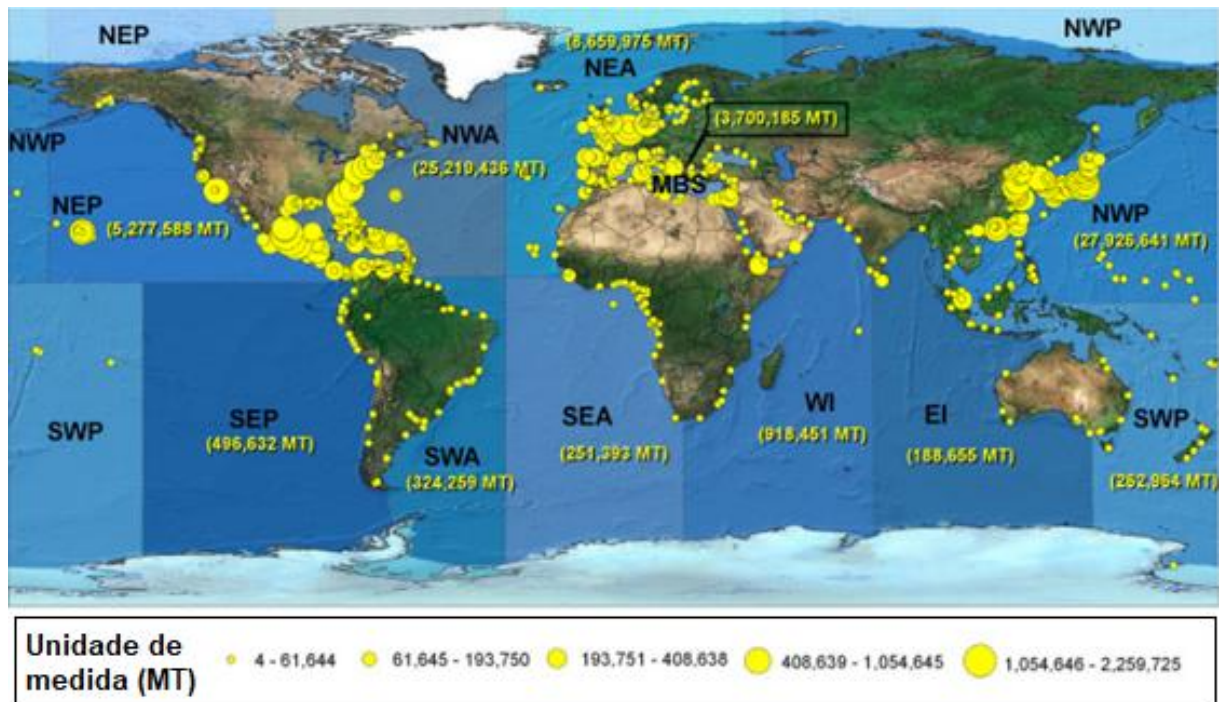 NEP
NWP
(8,659,975 MT)
NEA
(3,700,185 MT)
NWP
NWA
(25,219,436 MT)
MBS
NEP
(5,277,588 MT)
NWP
(27,926,641 MT)
SWP
SEP
(496,632 MT)
SWA
(324,259 MT)
SEA
(251,393 MT)
WI
(918,451 MT)
EI
(188,655 MT)
SWP
(262,964 MT)
Unidade de
medida (MT)
4 - 61,644
61,645 - 193,750
193,751 - 408,638
408,639 - 1,054,645
1,054,646 - 2,259,725